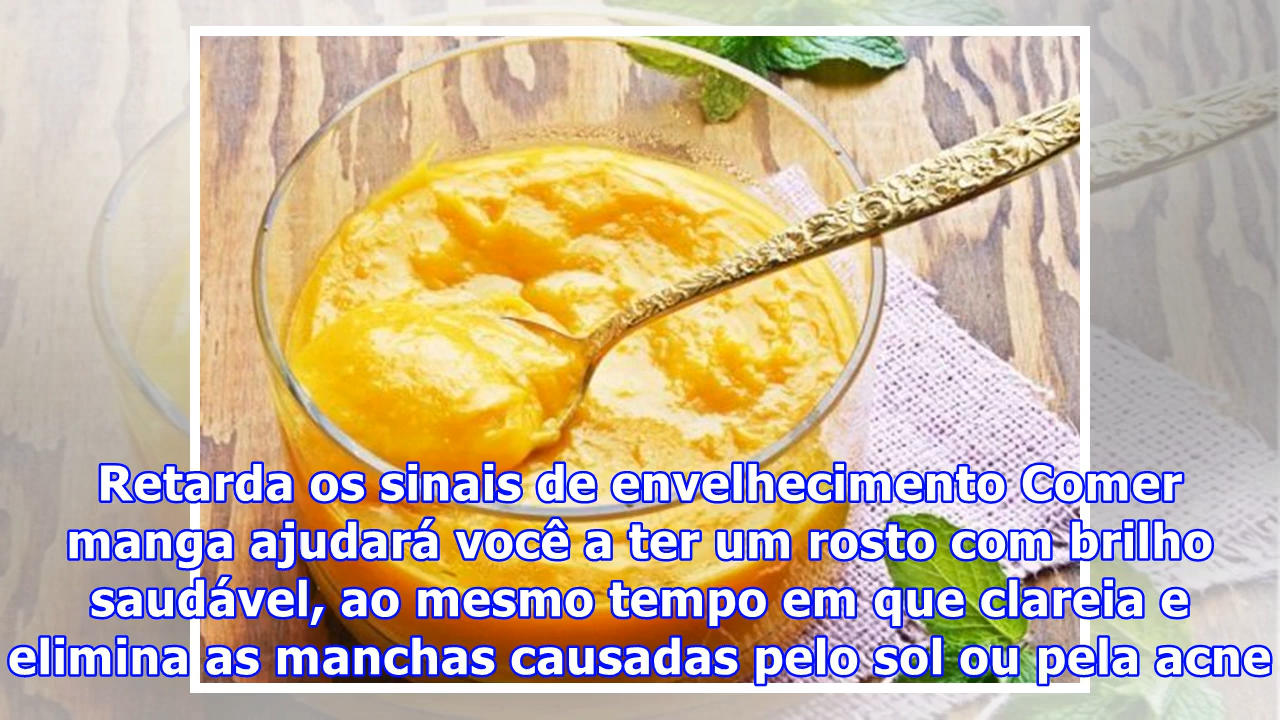 Retarda os sinais de envelhecimento Comer
manga ajudará você a ter um rosto com brilho
saudável, ao mesmo tempo em que clareia e
elimina as manchas causadas pelo sol ou pela acne